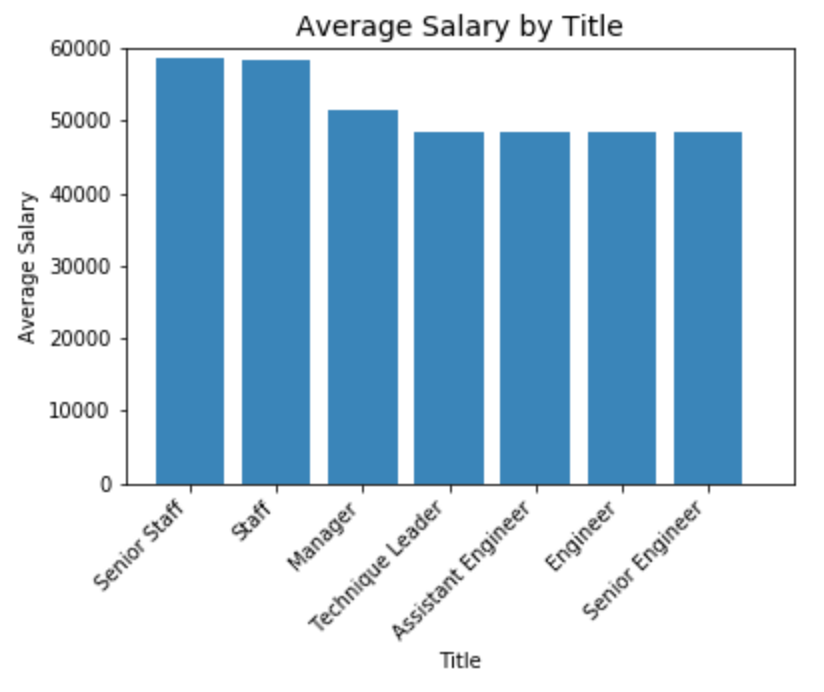 Average Salary by Title
60000
50000
40000
30000
20000
10000
0
Average Salary
Senior Staff
Staff
Manager
Technique Leader
Assistant Engineer
Engineer
Senior Engineer
Title